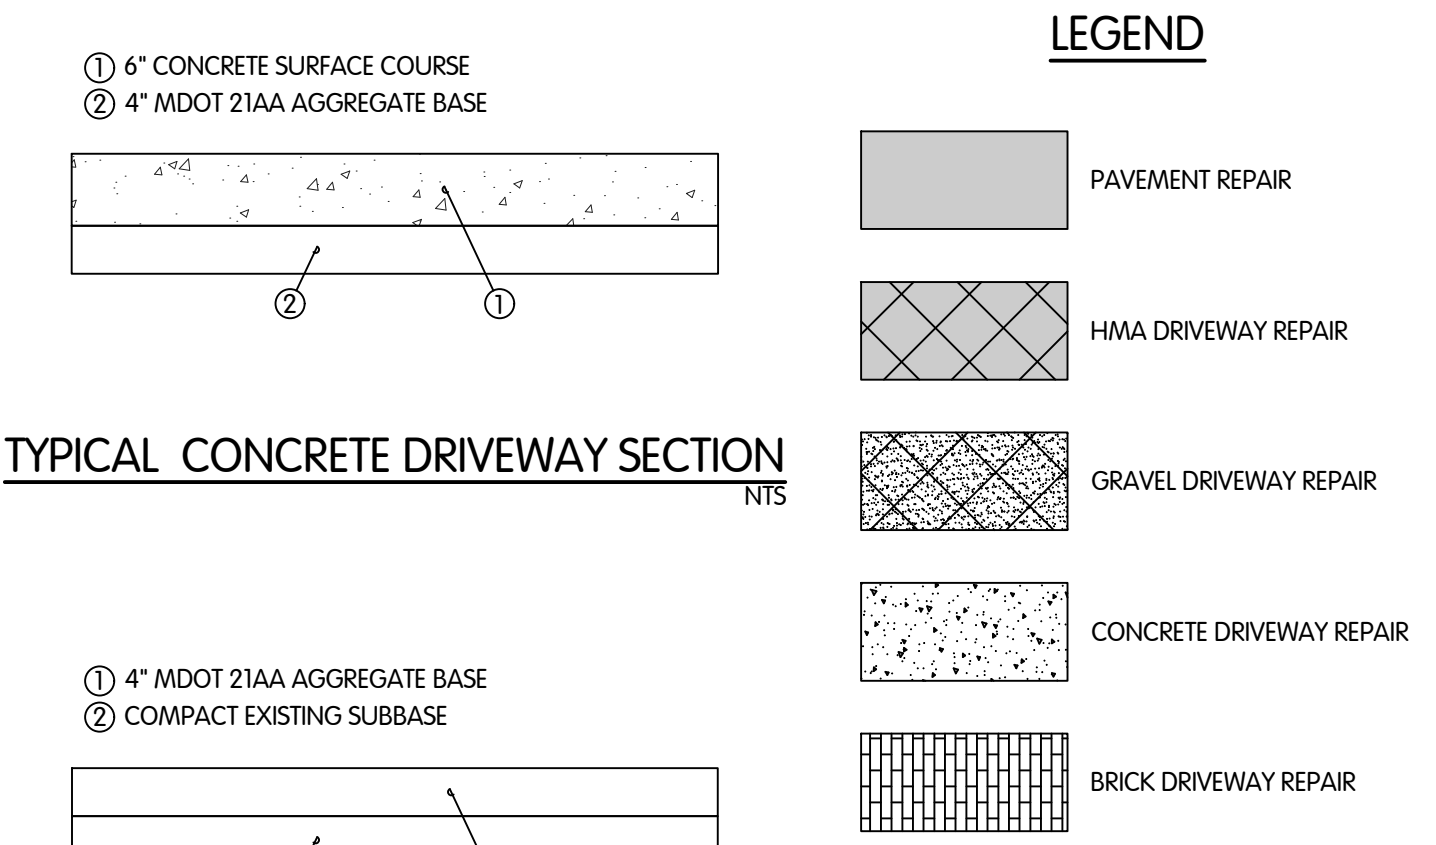 ① 6" CONCRETE SURFACE COURSE
② 4" MDOT 21AA AGGREGATE BASE
② ①
TYPICAL CONCRETE DRIVEWAY SECTION
NTS
① 4" MDOT 21AA AGGREGATE BASE
② COMPACT EXISTING SUBBASE
LEGEND
PAVEMENT REPAIR
HMA DRIVEWAY REPAIR
GRAVEL DRIVEWAY REPAIR
CONCRETE DRIVEWAY REPAIR
BRICK DRIVEWAY REPAIR